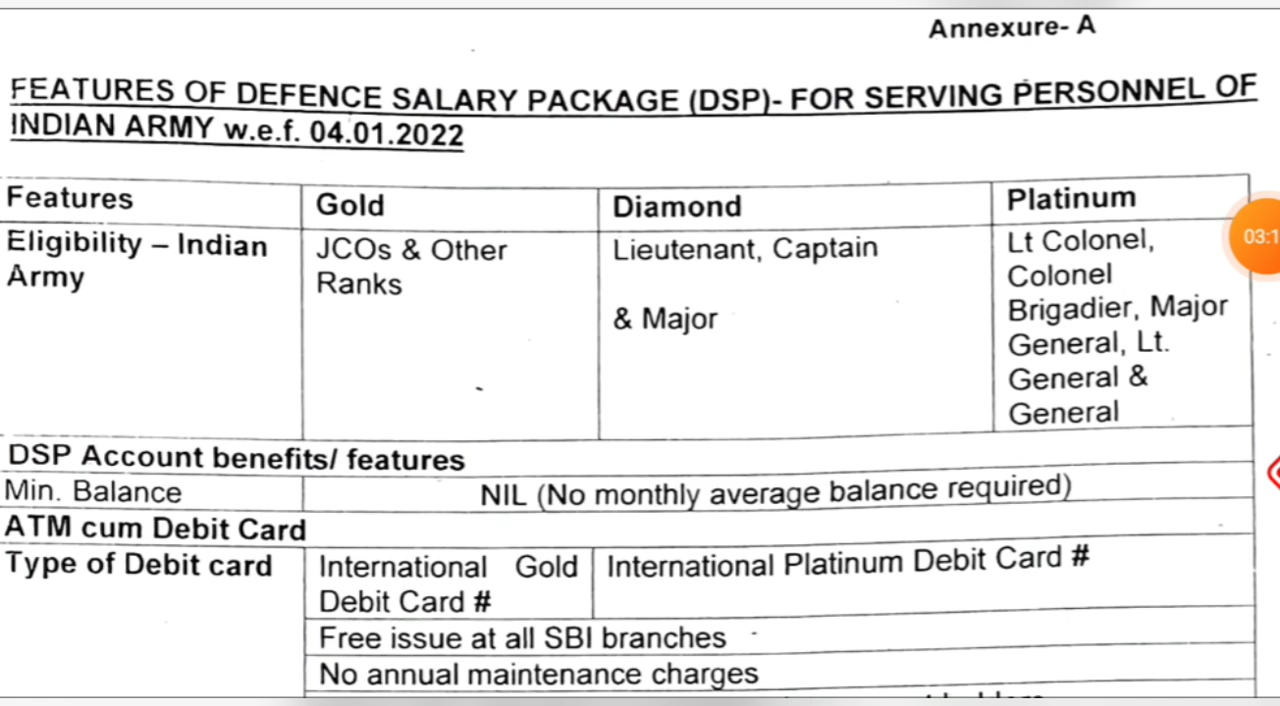 Annexure- A
FEATURES OF DEFENCE SALARY PACKAGE (DSP)- FOR SERVING PERSONNEL OF
INDIAN ARMY w.e.f. 04.01.2022
Features Gold Diamond Platinum
Eligibility – Indian
Army
JCOs & Other
Ranks
Lieutenant, Captain
& Major
Lt Colonel,
Colonel
Brigadier, Major
General, Lt.
General &
General
03:1
DSP Account benefits/ features
Min. Balance NIL (No monthly average balance required)
ATM cum Debit Card
Type of Debit card
International Gold
Debit Card #
International Platinum Debit Card #
Free issue at all SBI branches
No annual maintenance charges